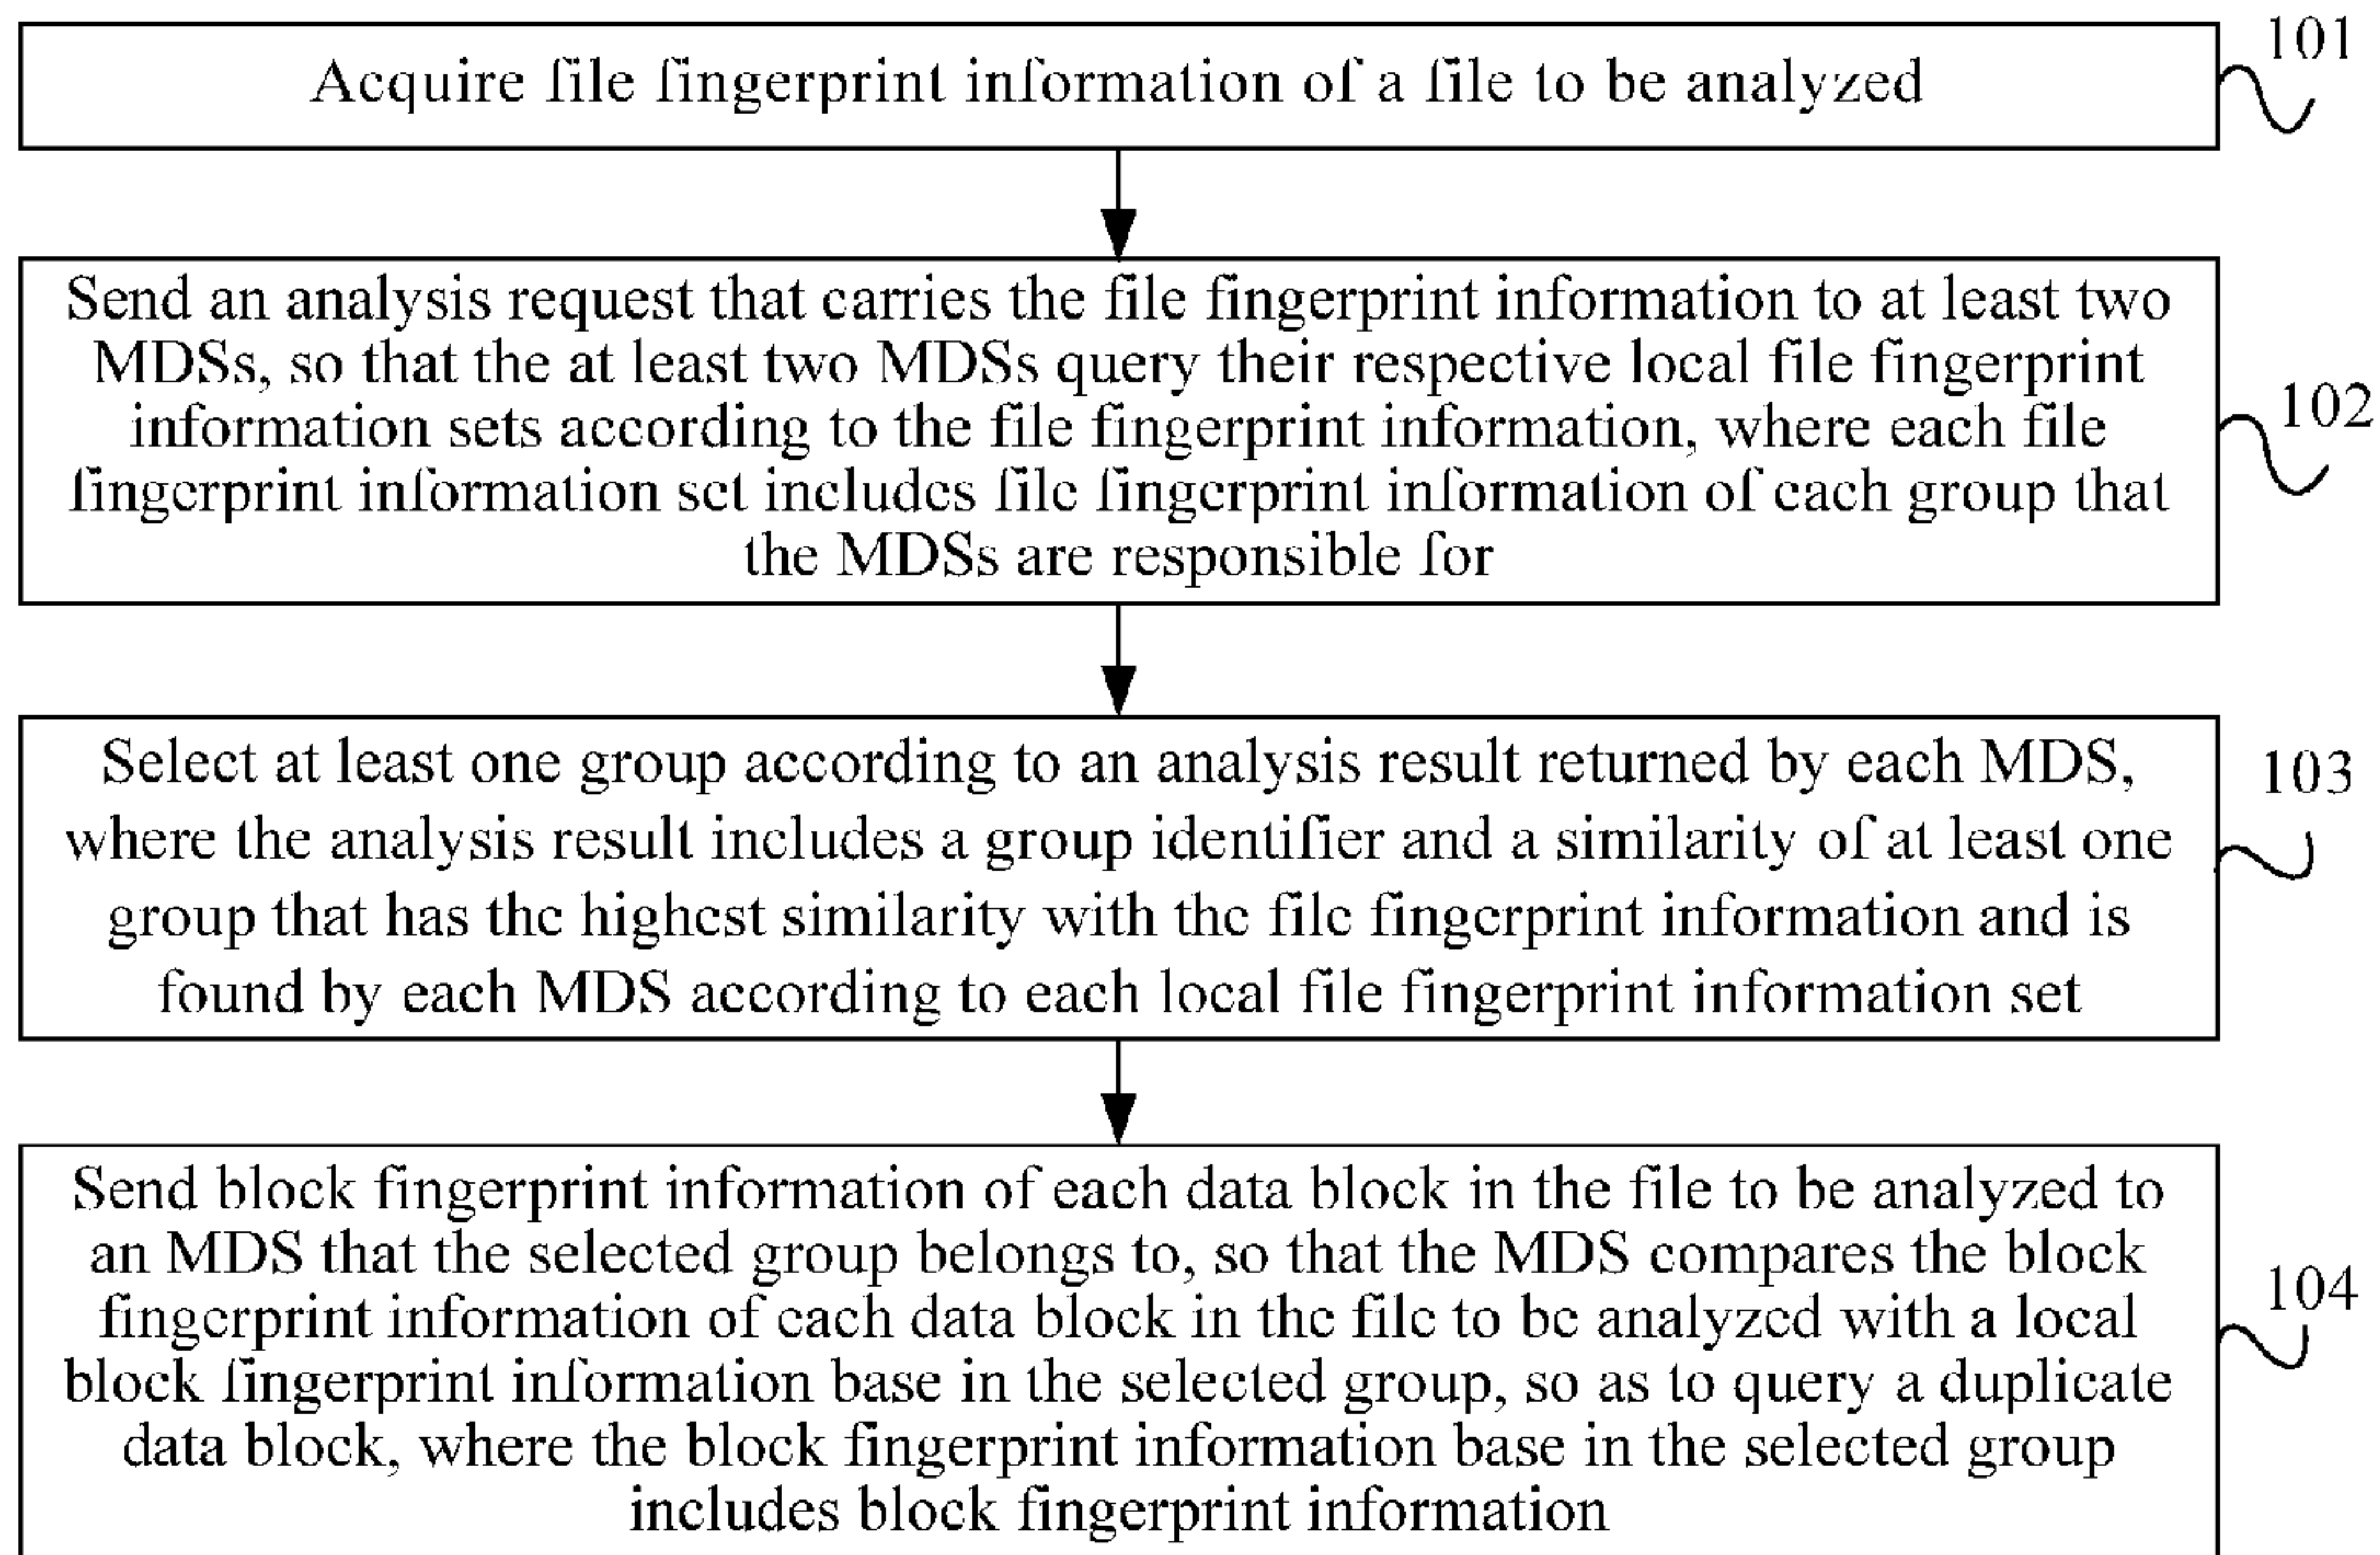 101
Acquire file fingerprint information of a file to be analyzed
Send an analysis request that carries the file fingerprint information to at least two
MDSs, so that the at least two MDSs query their respective local file fingerprint
information sets according to the file fingerprint information, where each file
fingerprint information set includes file fingerprint information of each group that
the MDSs are responsible for
102
Select at least one group according to an analysis result returned by each MDS,
where the analysis result includes a group identifier and a similarity of at least one
group that has the highest similarity with the file fingerprint information and is
found by each MDS according to each local file fingerprint information set
103
Send block fingerprint information of each data block in the file to be analyzed to
an MDS that the selected group belongs to, so that the MDS compares the block
fingerprint information of each data block in the file to be analyzed with a local
block fingerprint information base in the selected group, so as to query a duplicate
data block, where the block fingerprint information base in the selected group
includes block fingerprint information
104